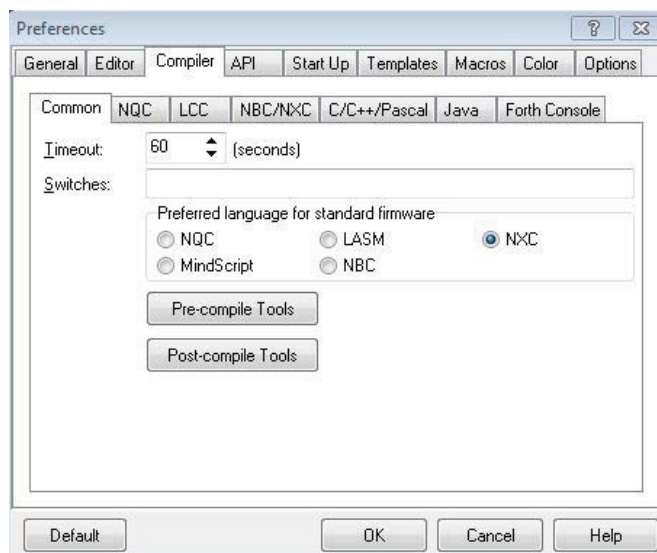 Preferences
General Editor Compiler API Start Up Templates Macros Color Options
Common NQC LCC NBC/NXC C/C++/Pascal Java Forth Console
Timeout: 60 (seconds)
Switches:
Preferred language for standard firmware
NQC LASM NXC
MindScript NBC
Pre-compile Tools
Post-compile Tools
Default OK Cancel Help